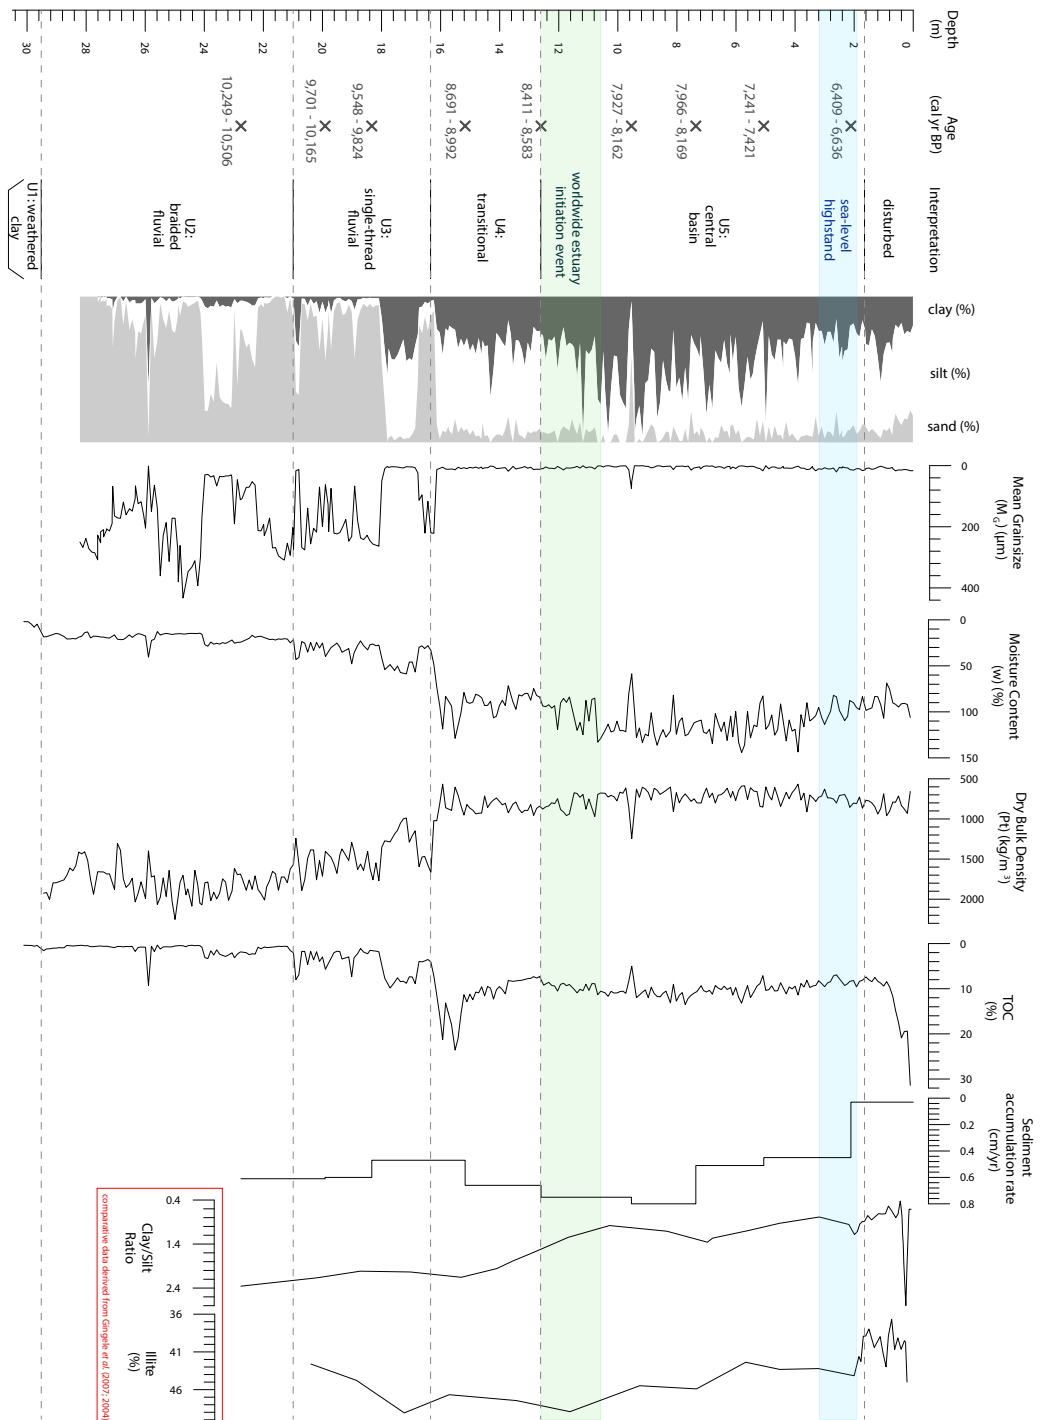 Depth
(m)
0
2
4
6
8
10
12
14
16
18
20
22
24
26
28
30
Age
(cal yr BP)
6,409 - 6,636
7,241 - 7,421
7,966 - 8,169
7,927 - 8,162
8,411 - 8,583
8,691 - 8,992
9,548 - 9,824
9,701 - 10,165
10,249 - 10,506
Interpretation
disturbed
sea-level
highstand
U5:
central
basin
worldwide estuary
initiation event
U4:
transitional
U3:
single-thread
fluvial
U2:
braided
fluvial
U1: weathered
clay
clay (%)
silt (%)
sand (%)
Mean Grainsize
(M G) (µm)
0
200
400
Moisture Content
(w) (%)
0
50
100
150
Dry Bulk Density
(Pt) (kg/m 3)
500
1000
1500
2000
TOC
(%)
0
10
20
30
Sediment
accumulation rate
(cm/yr)
0
0.2
0.4
0.6
0.8
Clay/Silt
Ratio
0.4
1.4
2.4
Illite
(%)
36
41
46
comparative data derived from Gingele et al. (2007; 2004)